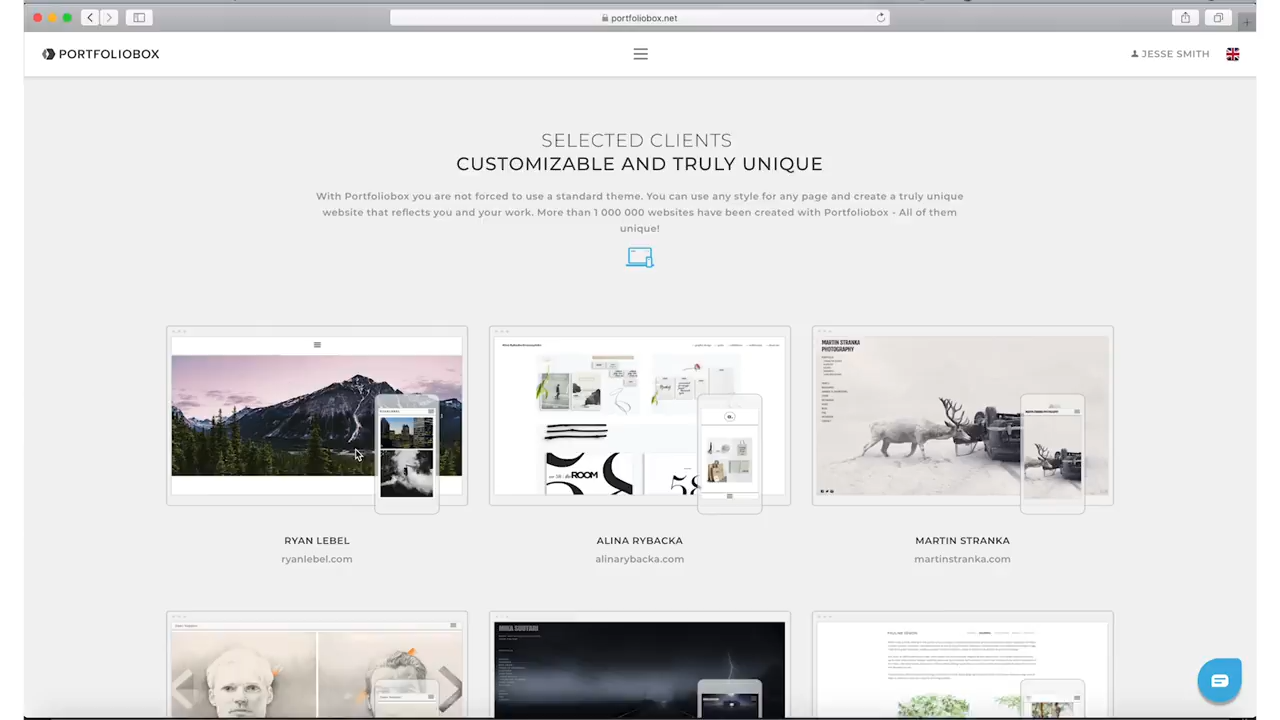 portfoliobox.net
PORTFOLIOBOX
JESSE SMITH
SELECTED CLIENTS
CUSTOMIZABLE AND TRULY UNIQUE
With Portfoliobox you are not forced to use a standard theme. You can use any style for any page and create a truly unique
website that reflects you and your work. More than 1 000 000 websites have been created with Portfoliobox - All of them
unique!
MARTIN STRANKA
PHOTOGRAPHY
ROOM
58
RYAN LEBEL
ALINA RYBACKA
MARTIN STRANKA
ryanlebel.com
alinarybacka.com
martinstranka.com